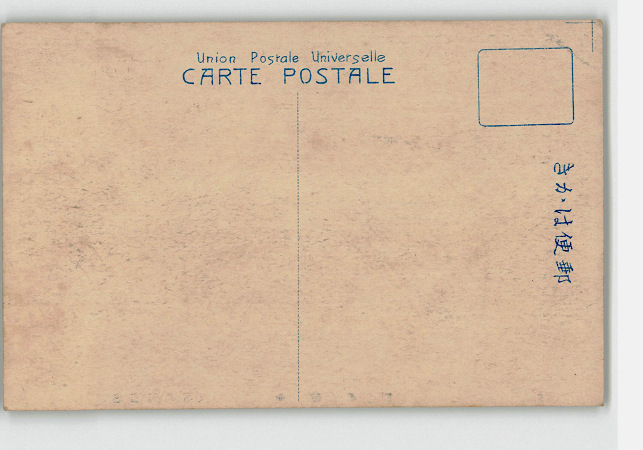 Union Postale Universelle
CARTE POSTALE
郵便はがき